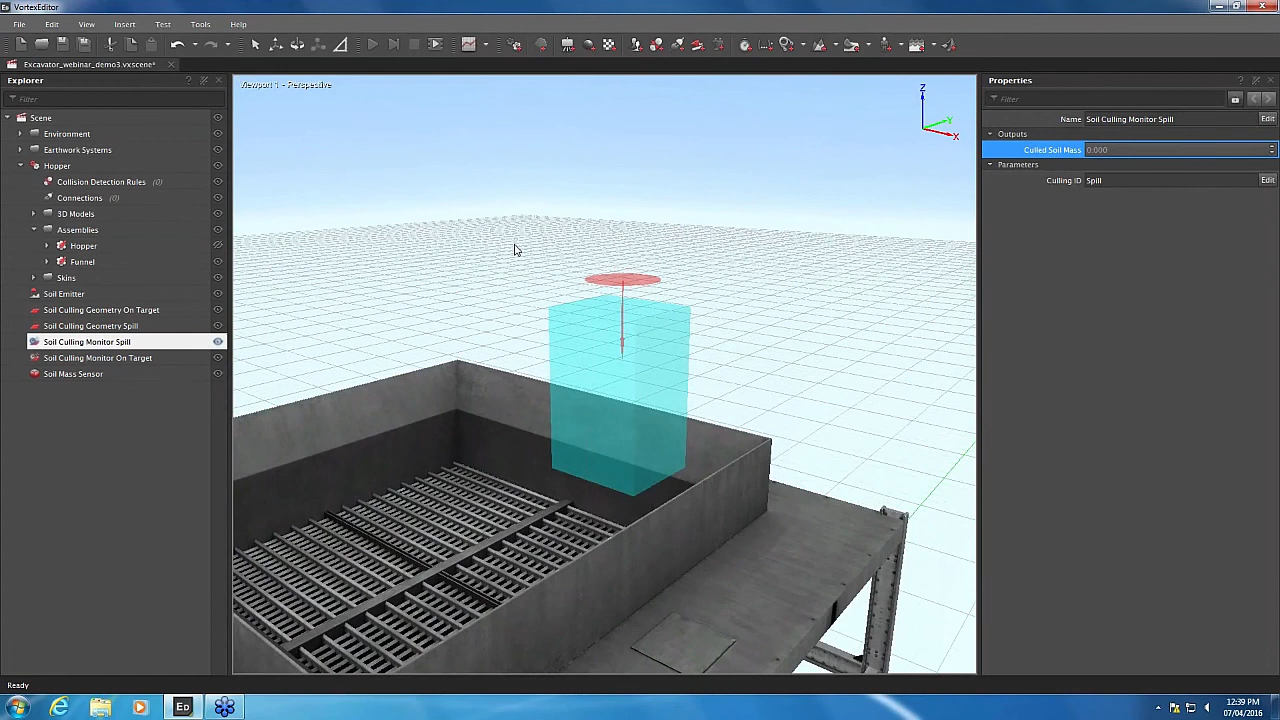 Ed VortexEditor
File Edit View Insert Test Tools Help
Excavator_webinar_demo3.vxscene*
Explorer
Filter
Scene
Environment
Earthwork Systems
Hopper
Collision Detection Rules (0)
Connections (0)
3D Models
Assemblies
Hopper
Funnel
Skins
Soil Emitter
Soil Culling Geometry On Target
Soil Culling Geometry Spill
Soil Culling Monitor Spill
Soil Culling Monitor On Target
Soil Mass Sensor
Viewport 1 - Perspective
Z
Y
X
Properties
Filter
Name Soil Culling Monitor Spill Edit
Outputs
Culled Soil Mass 0.000
Parameters
Culling ID Spill Edit
Ready
Ed
12:39 PM
07/04/2016